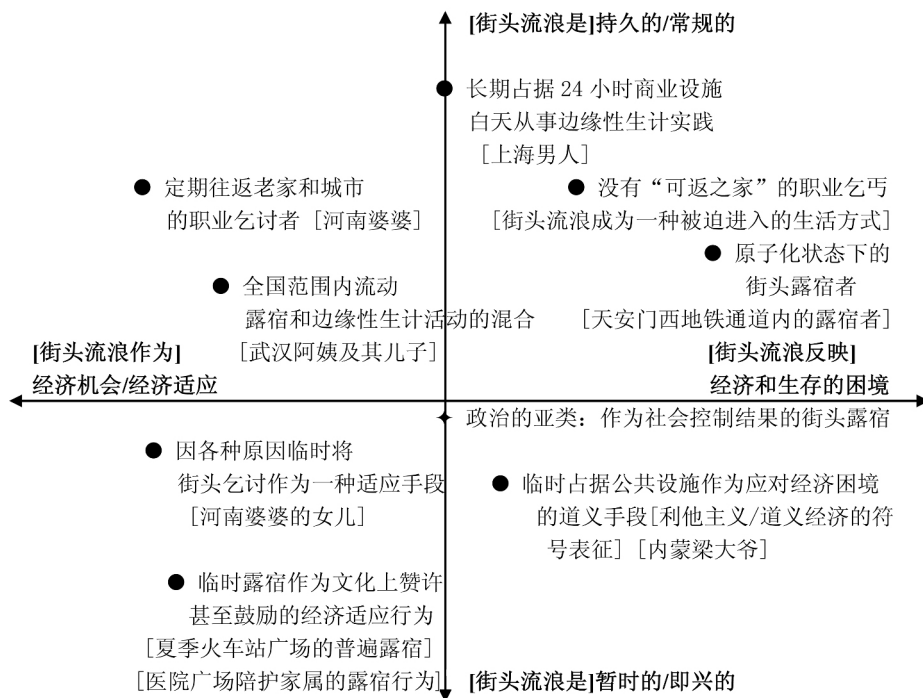 [街头流浪是]持久的/常规的
长期占据 24 小时商业设施
白天从事边缘性生计实践
[上海男人]
定期往返老家和城市
的职业乞讨者 [河南婆婆]
没有“可返之家”的职业乞丐
[街头流浪成为一种被迫进入的生活方式]
原子化状态下的
街头露宿者
[天安门西地铁通道内的露宿者]
全国范围内流动
露宿和边缘性生计活动的混合
[武汉阿姨及其儿子]
[街头流浪作为]
经济机会/经济适应
[街头流浪反映]
经济和生存的困境
政治的亚类：作为社会控制结果的街头露宿
因各种原因临时将
街头乞讨作为一种适应手段
[河南婆婆的女儿]
临时占据公共设施作为应对经济困境
的道义手段[利他主义/道义经济的符
号表征] [内蒙梁大爷]
临时露宿作为文化上赞许
甚至鼓励的经济适应行为
[夏季火车站广场的普遍露宿]
[医院广场陪护家属的露宿行为]
[街头流浪是]暂时的/即兴的